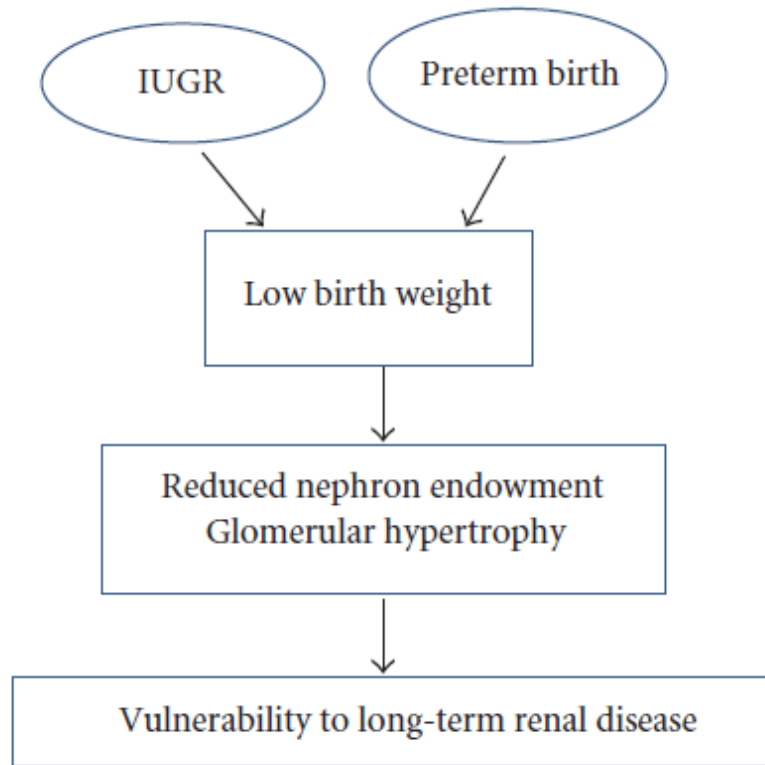 IUGR
Preterm birth
Low birth weight
Reduced nephron endowment
Glomerular hypertrophy
Vulnerability to long-term renal disease